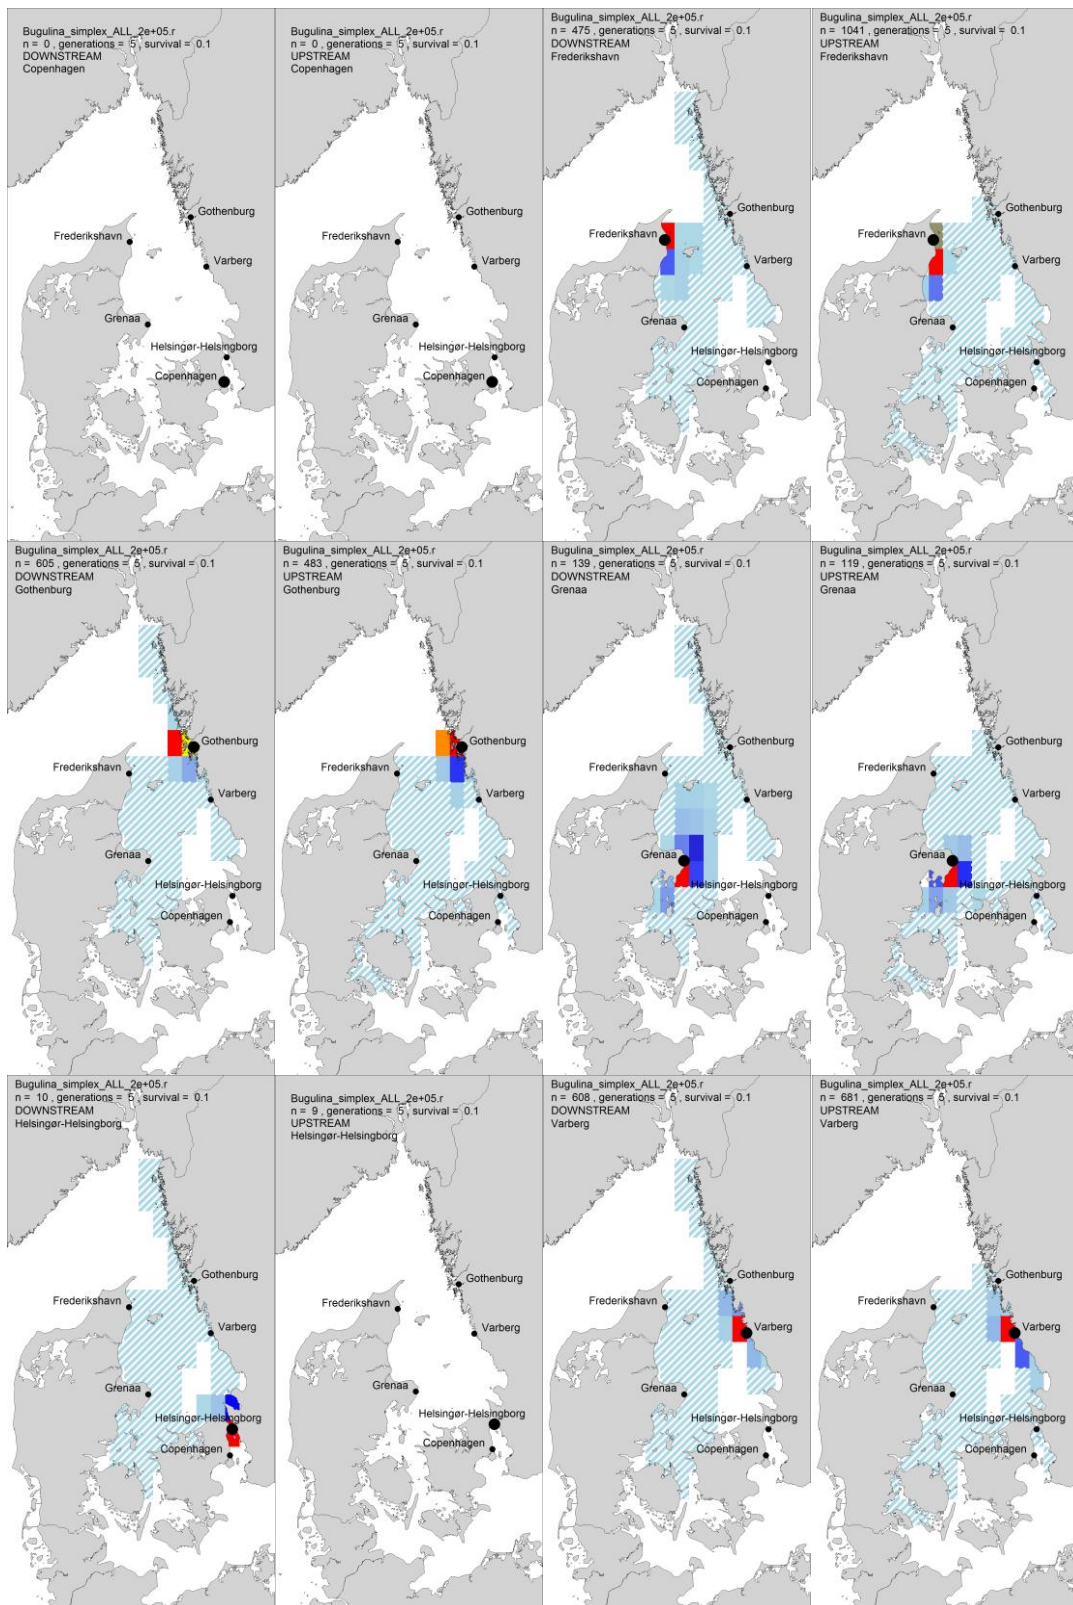 Bugulina_simplex_ALL_2e+05.r
n = 0 , generations = 5 , survival = 0.1
DOWNSTREAM
Copenhagen
Gothenburg
Frederikshavn
Varberg
Grenaa
Helsingør-Helsingborg
Copenhagen
Bugulina_simplex_ALL_2e+05.r
n = 0 , generations = 5 , survival = 0.1
UPSTREAM
Copenhagen
Gothenburg
Frederikshavn
Varberg
Grenaa
Helsingør-Helsingborg
Copenhagen
Bugulina_simplex_ALL_2e+05.r
n = 475 , generations = 5 , survival = 0.1
DOWNSTREAM
Frederikshavn
Gothenburg
Frederikshavn
Varberg
Grenaa
Helsingør-Helsingborg
Copenhagen
Bugulina_simplex_ALL_2e+05.r
n = 1041 , generations = 5 , survival = 0.1
UPSTREAM
Frederikshavn
Gothenburg
Frederikshavn
Varberg
Grenaa
Helsingør-Helsingborg
Copenhagen
Bugulina_simplex_ALL_2e+05.r
n = 605 , generations = 5 , survival = 0.1
DOWNSTREAM
Gothenburg
Gothenburg
Frederikshavn
Varberg
Grenaa
Helsingør-Helsingborg
Copenhagen
Bugulina_simplex_ALL_2e+05.r
n = 483 , generations = 5 , survival = 0.1
UPSTREAM
Gothenburg
Gothenburg
Frederikshavn
Varberg
Grenaa
Helsingør-Helsingborg
Copenhagen
Bugulina_simplex_ALL_2e+05.r
n = 139 , generations = 5 , survival = 0.1
DOWNSTREAM
Grenaa
Gothenburg
Frederikshavn
Varberg
Grenaa
Helsingør-Helsingborg
Copenhagen
Bugulina_simplex_ALL_2e+05.r
n = 119 , generations = 5 , survival = 0.1
UPSTREAM
Grenaa
Gothenburg
Frederikshavn
Varberg
Grenaa
Helsingør-Helsingborg
Copenhagen
Bugulina_simplex_ALL_2e+05.r
n = 10 , generations = 5 , survival = 0.1
DOWNSTREAM
Helsingør-Helsingborg
Gothenburg
Frederikshavn
Varberg
Grenaa
Helsingør-Helsingborg
Copenhagen
Bugulina_simplex_ALL_2e+05.r
n = 9 , generations = 5 , survival = 0.1
UPSTREAM
Helsingør-Helsingborg
Gothenburg
Frederikshavn
Varberg
Grenaa
Helsingør-Helsingborg
Copenhagen
Bugulina_simplex_ALL_2e+05.r
n = 608 , generations = 5 , survival = 0.1
DOWNSTREAM
Varberg
Gothenburg
Frederikshavn
Varberg
Grenaa
Helsingør-Helsingborg
Copenhagen
Bugulina_simplex_ALL_2e+05.r
n = 681 , generations = 5 , survival = 0.1
UPSTREAM
Varberg
Gothenburg
Frederikshavn
Varberg
Grenaa
Helsingør-Helsingborg
Copenhagen